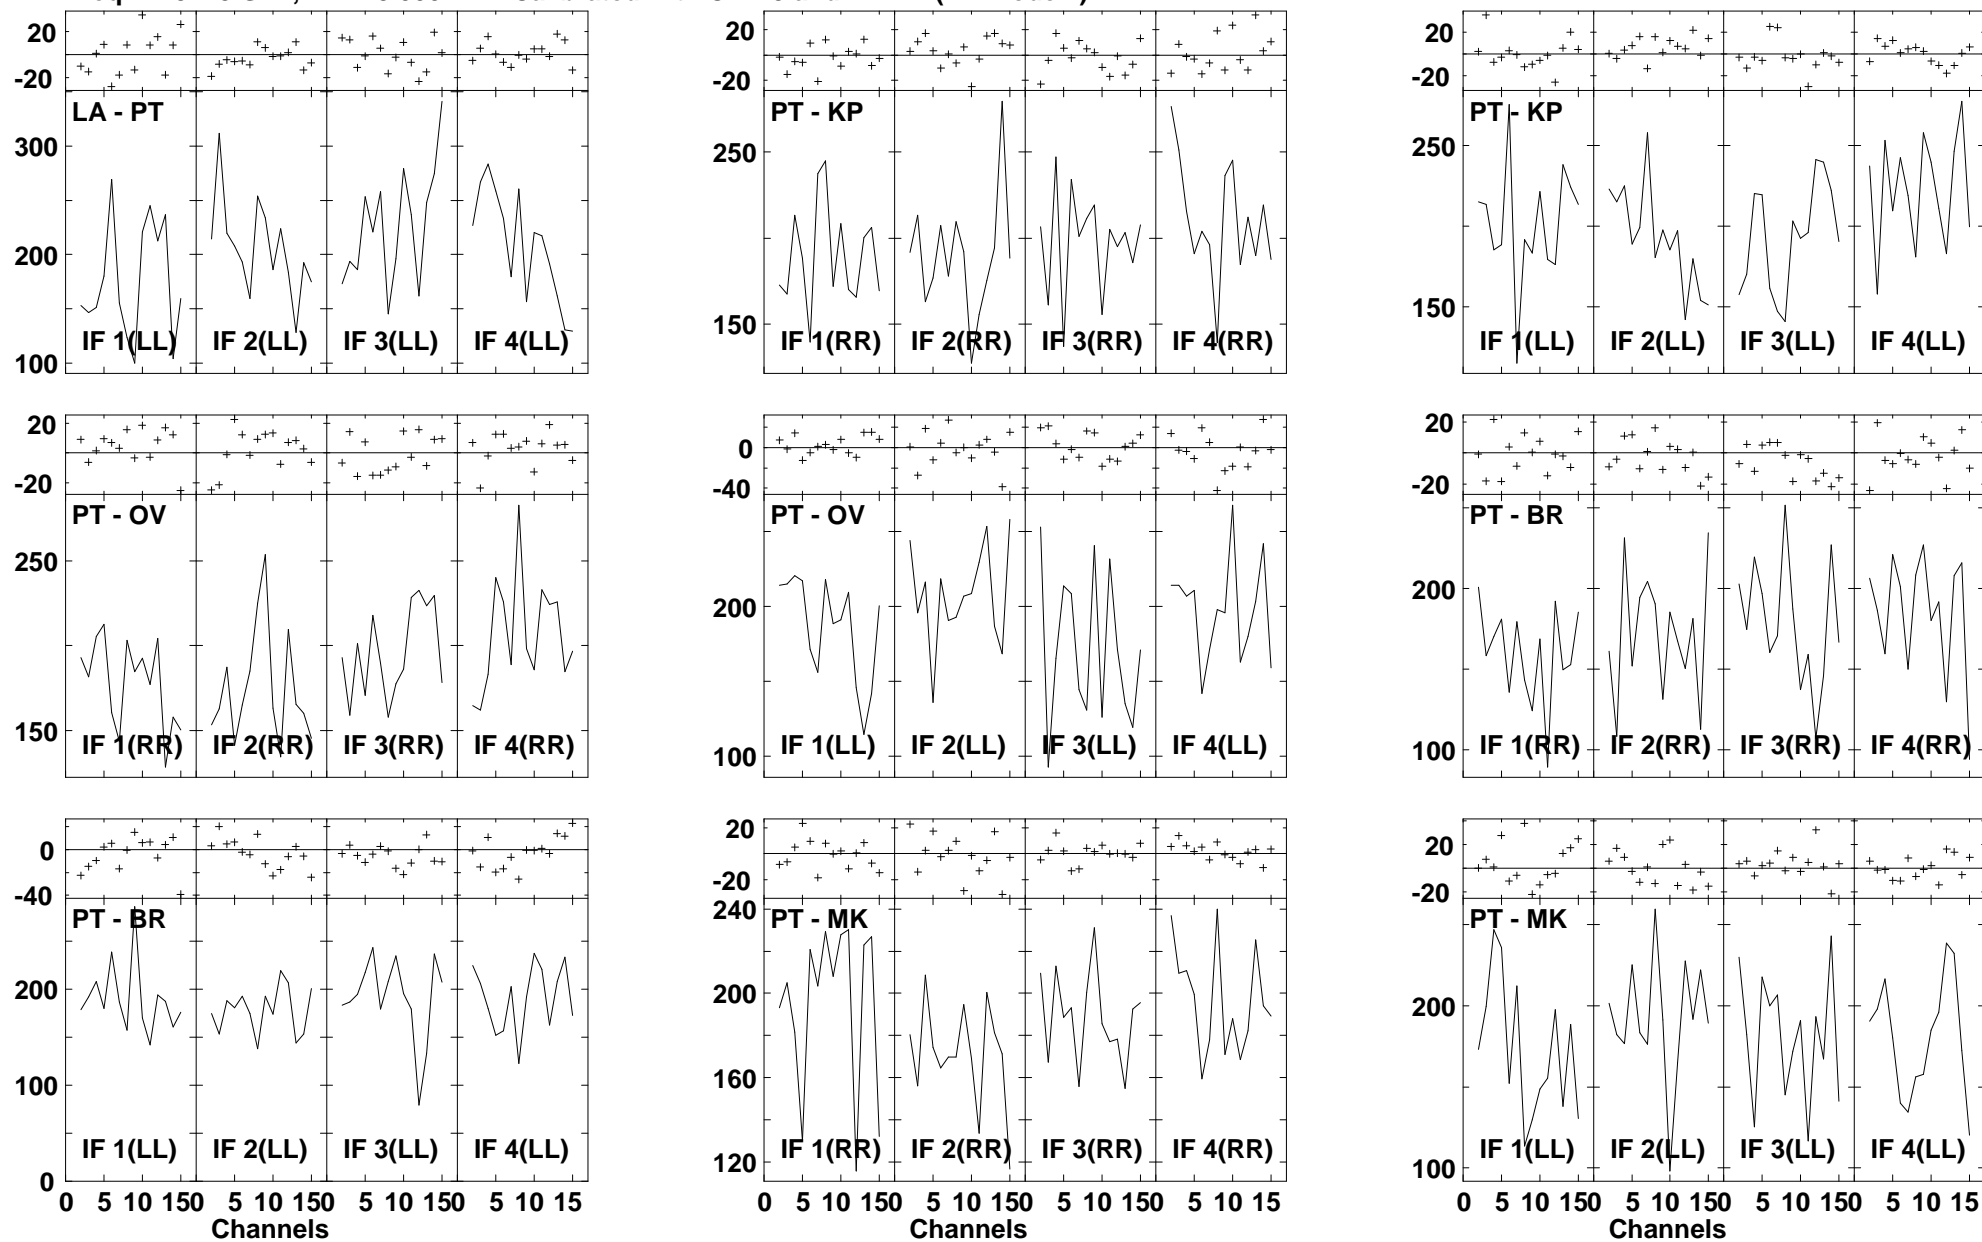 20 20 20
-20 -20 -20
LA - PT PT - KP PT - KP
300 250 250
200
150 150
IF 1(LL) IF 2(LL) IF 3(LL) IF 4(LL) IF 1(RR) IF 2(RR) IF 3(RR) IF 4(RR) IF 1(LL) IF 2(LL) IF 3(LL) IF 4(LL)
100
20 0 20
-20 -40 -20
PT - OV PT - OV PT - BR
250 200 200
150 100 100
IF 1(RR) IF 2(RR) IF 3(RR) IF 4(RR) IF 1(LL) IF 2(LL) IF 3(LL) IF 4(LL) IF 1(RR) IF 2(RR) IF 3(RR) IF 4(RR)
0 20 20
-40 -20 -20
PT - BR PT - MK PT - MK
240
200 200 200
100 160
IF 1(LL) IF 2(LL) IF 3(LL) IF 4(LL) IF 1(RR) IF 2(RR) IF 3(RR) IF 4(RR) IF 1(LL) IF 2(LL) IF 3(LL) IF 4(LL)
0 120 100
0 5 10 150 5 10 150 5 10 150 5 10 15 0 5 10 150 5 10 150 5 10 150 5 10 15 0 5 10 150 5 10 150 5 10 150 5 10 15
Channels Channels Channels